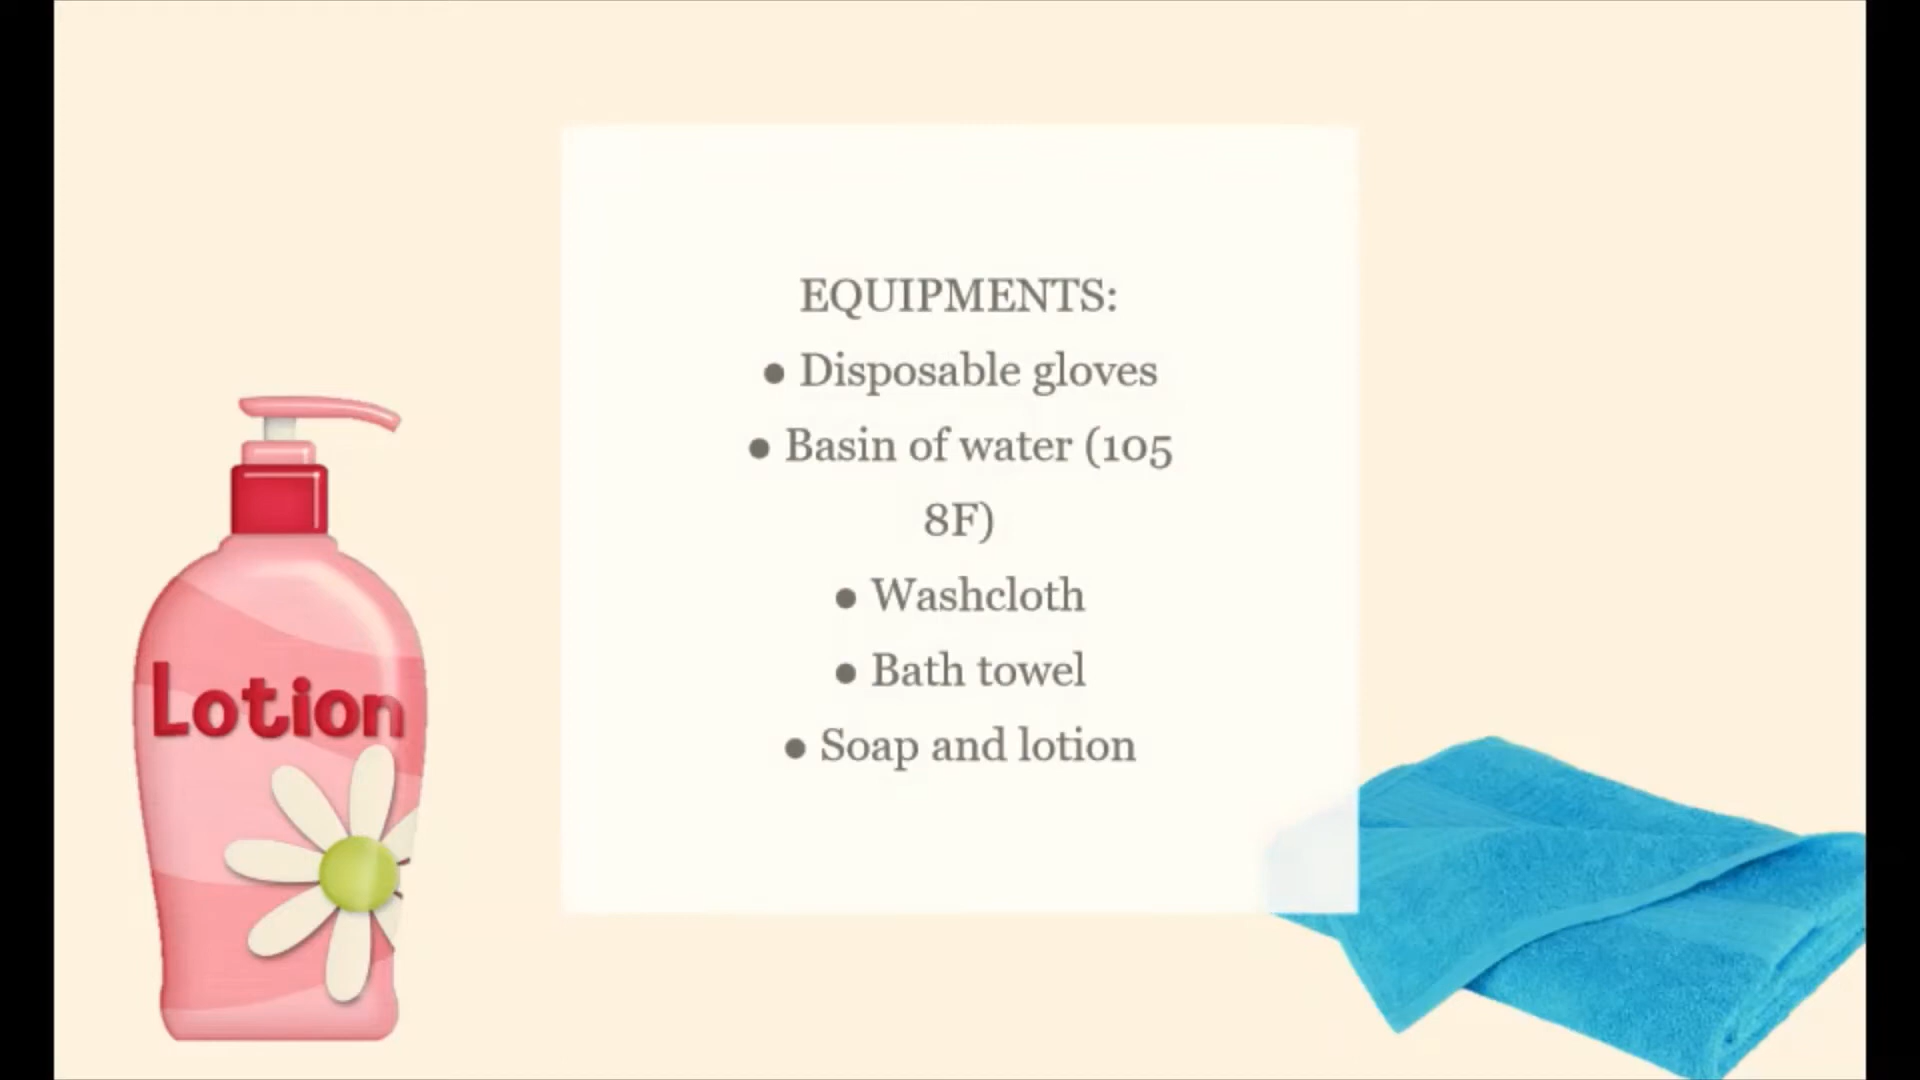 EQUIPMENTS:
● Disposable gloves
● Basin of water (105
8F)
● Washcloth
● Bath towel
● Soap and lotion
Lotion